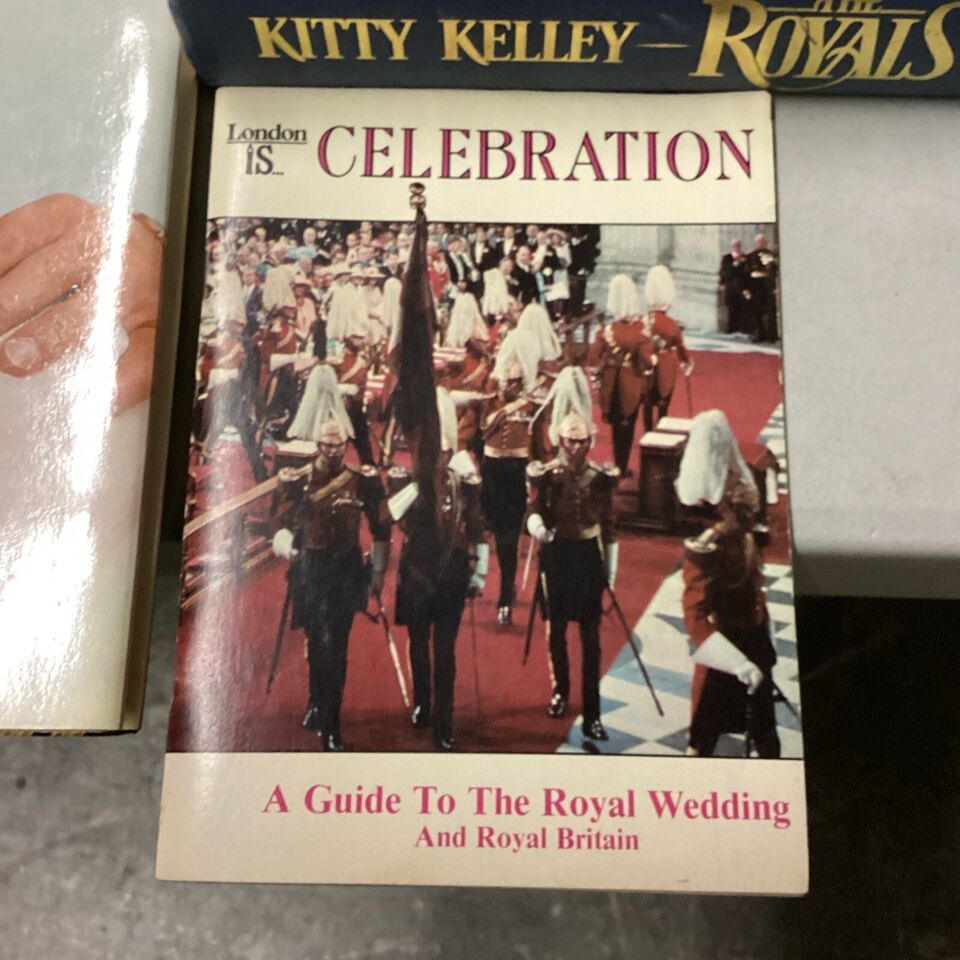 KITTY KELLEY — THE ROYALS
London
is...
CELEBRATION
A Guide To The Royal Wedding
And Royal Britain